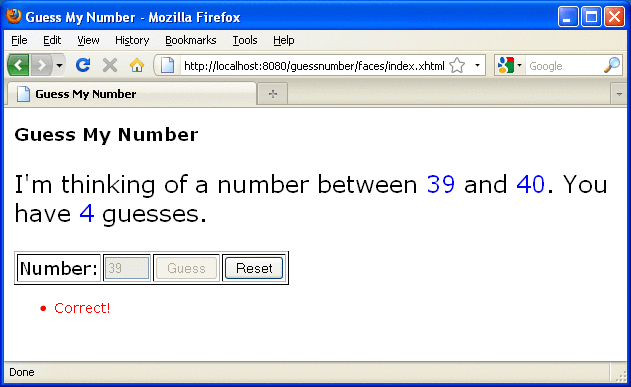 Guess My Number - Mozilla Firefox
File Edit View History Bookmarks Tools Help
http://localhost:8080/guessnumber/faces/index.xhtml Google
Guess My Number
Guess My Number
I'm thinking of a number between 39 and 40. You
have 4 guesses.
Number: 39 Guess Reset
Correct!
Done